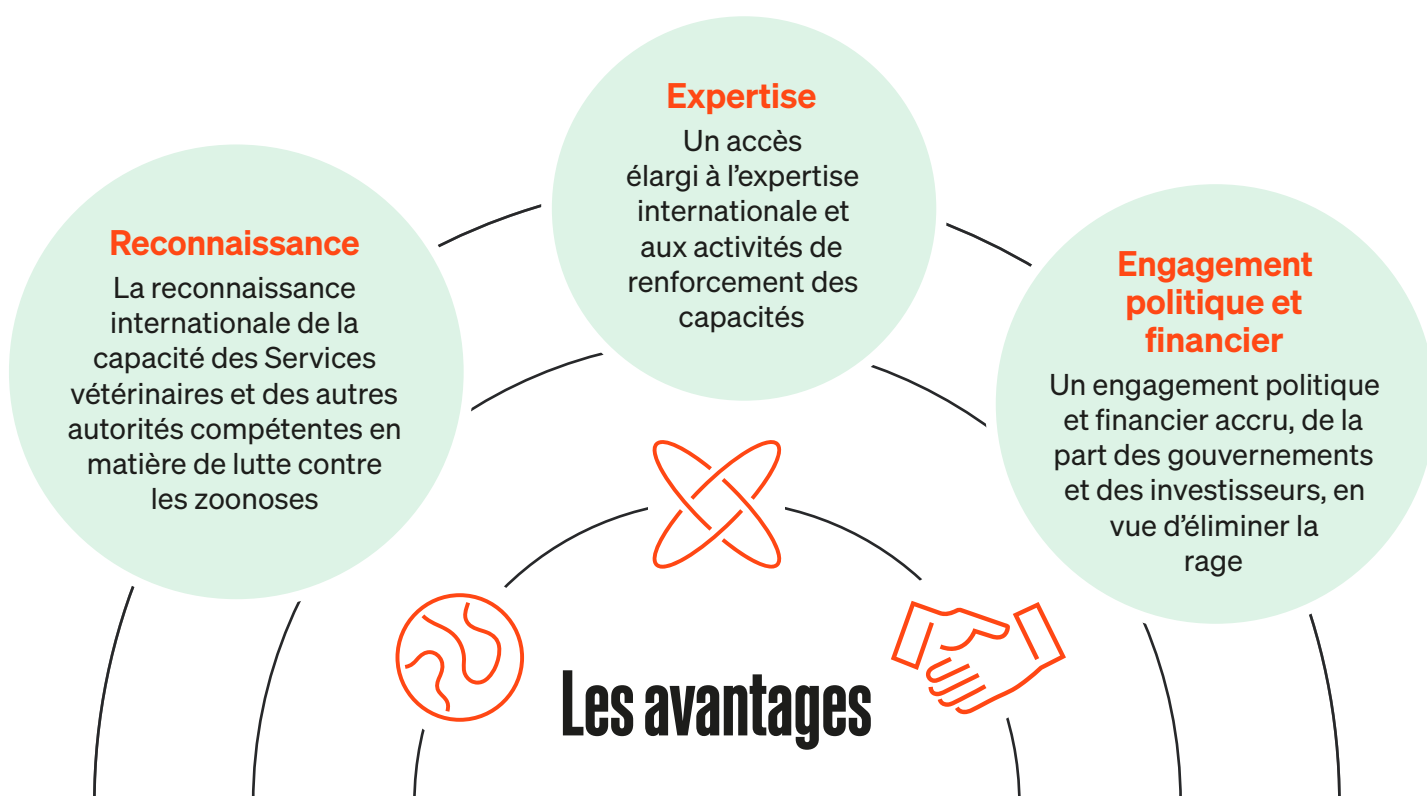 Reconnaissance
La reconnaissance
internationale de la
capacité des Services
vétérinaires et des autres
autorités compétentes en
matière de lutte contre
les zoonoses
Expertise
Un accès
élargi à l’expertise
internationale et
aux activités de
renforcement des
capacités
Engagement
politique et
financier
Un engagement politique
et financier accru, de la
part des gouvernements
et des investisseurs, en
vue d’éliminer la
rage
Les avantages